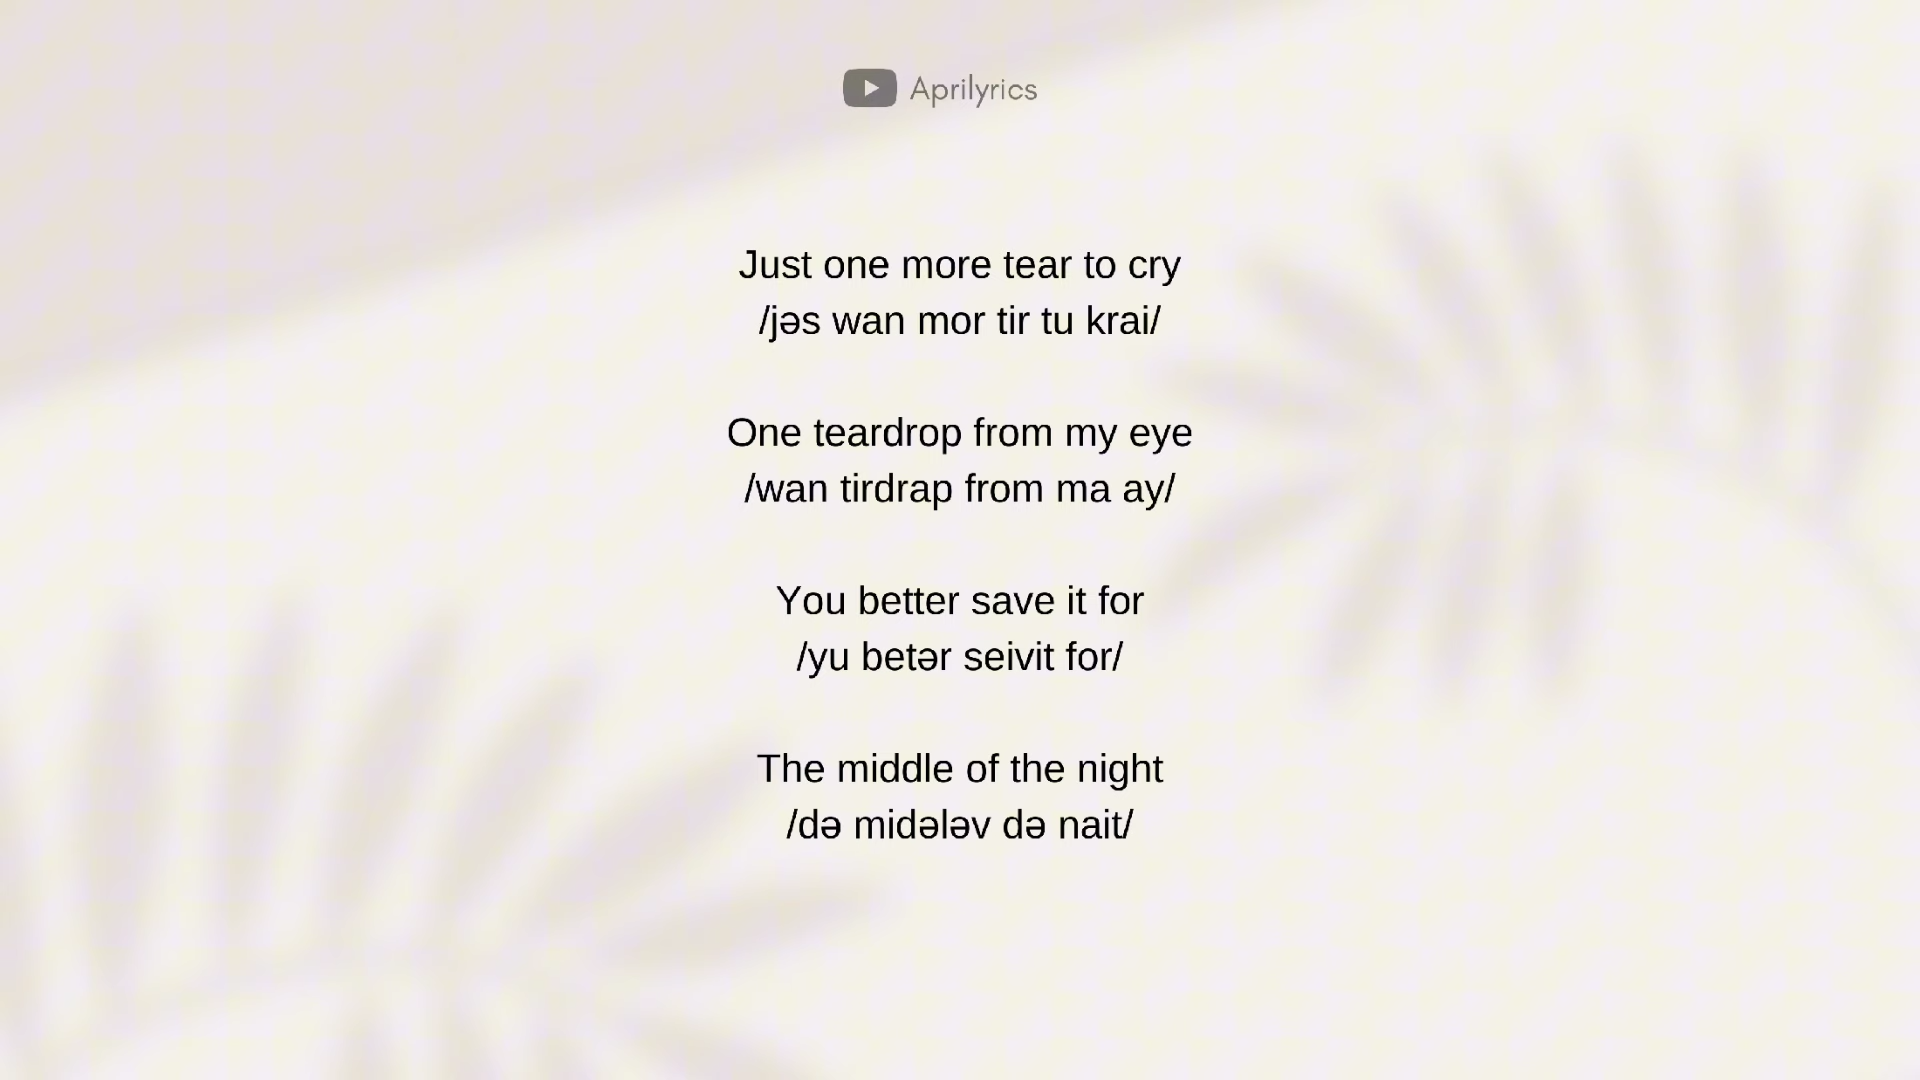 Aprilyrics
Just one more tear to cry
/jəs wan mor tir tu krai/
One teardrop from my eye
/wan tirdrap from ma ay/
You better save it for
/yu betər seivit for/
The middle of the night
/də midələv də nait/